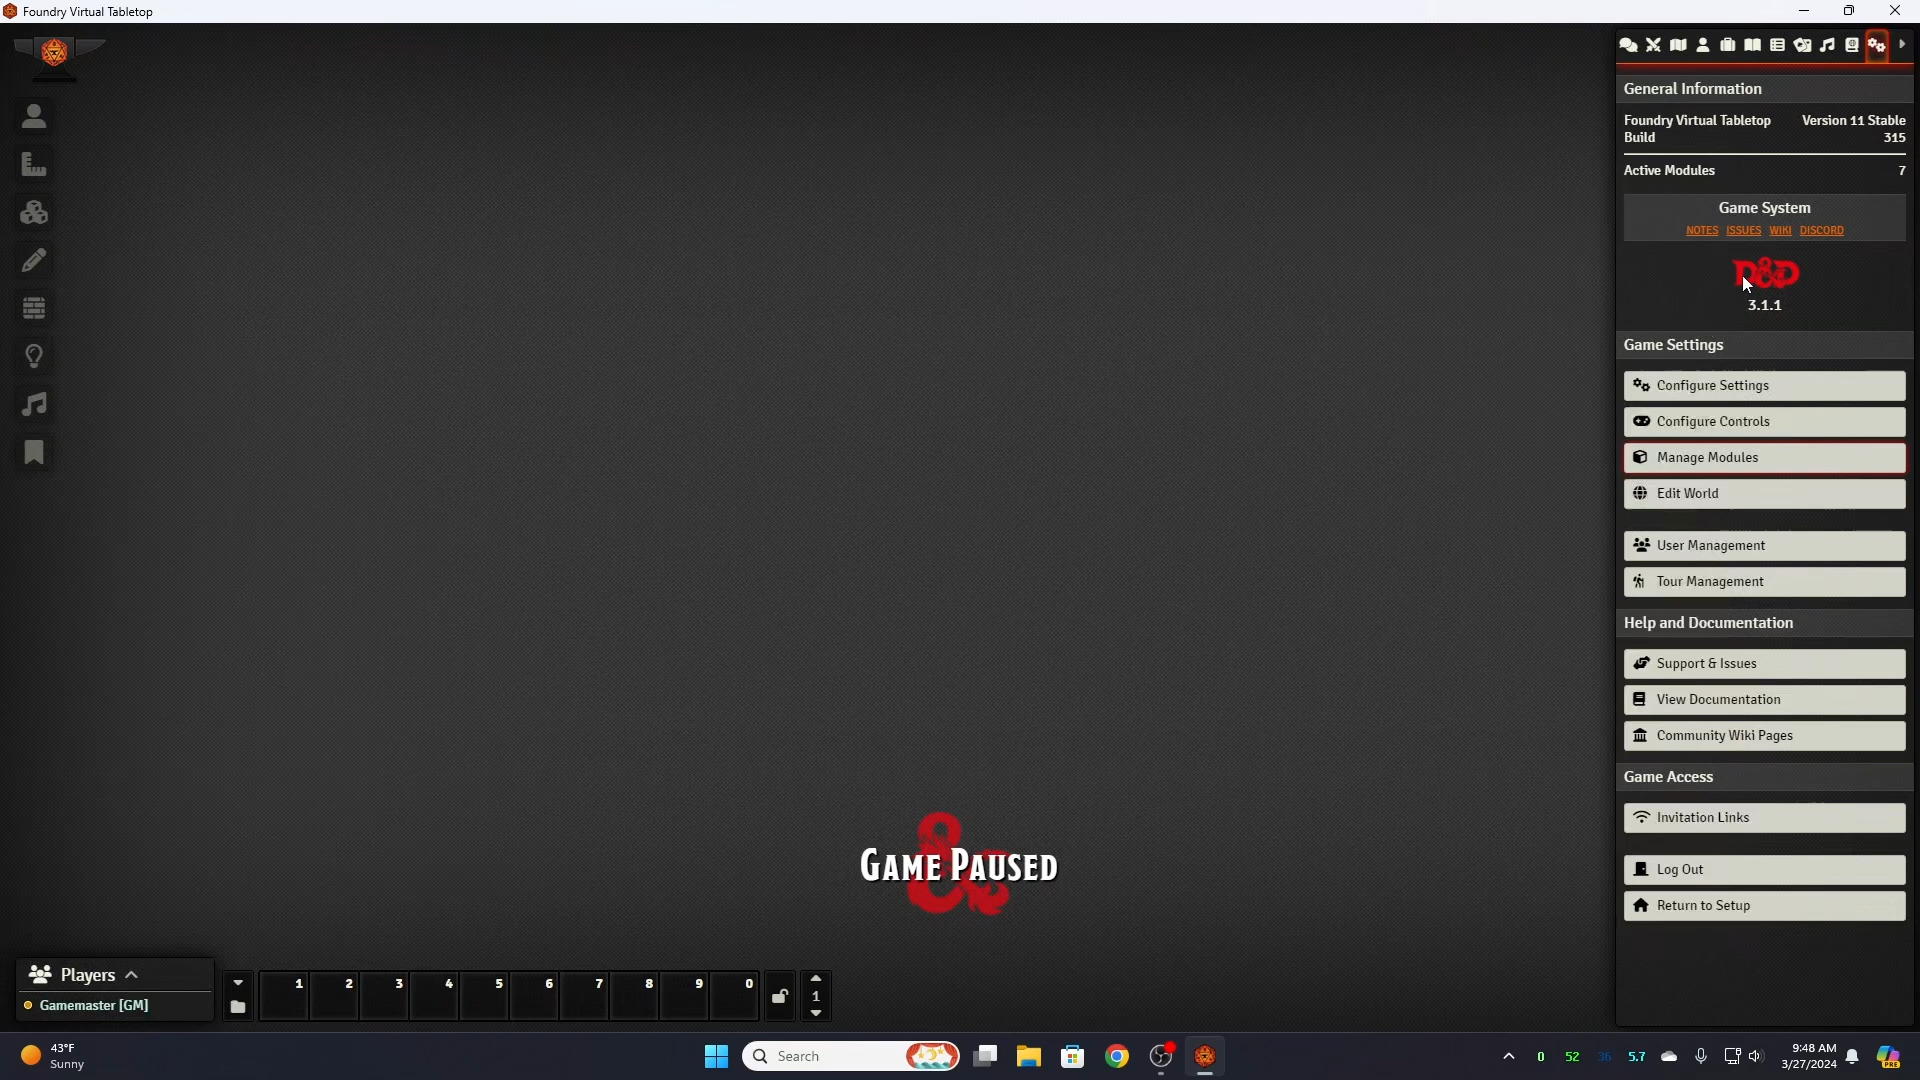 Foundry Virtual Tabletop
General Information
Foundry Virtual Tabletop Build
Version 11 Stable 315
Active Modules 7
Game System
NOTES ISSUES WIKI DISCORD
D&D
3.1.1
Game Settings
Configure Settings
Configure Controls
Manage Modules
Edit World
User Management
Tour Management
Help and Documentation
Support & Issues
View Documentation
Community Wiki Pages
Game Access
Invitation Links
Log Out
Return to Setup
GAME PAUSED
&
Players
Gamemaster [GM]
1 2 3 4 5 6 7 8 9 0
1
43°F
Sunny
Search
0 52 36 5.7
9:48 AM
3/27/2024
PRE